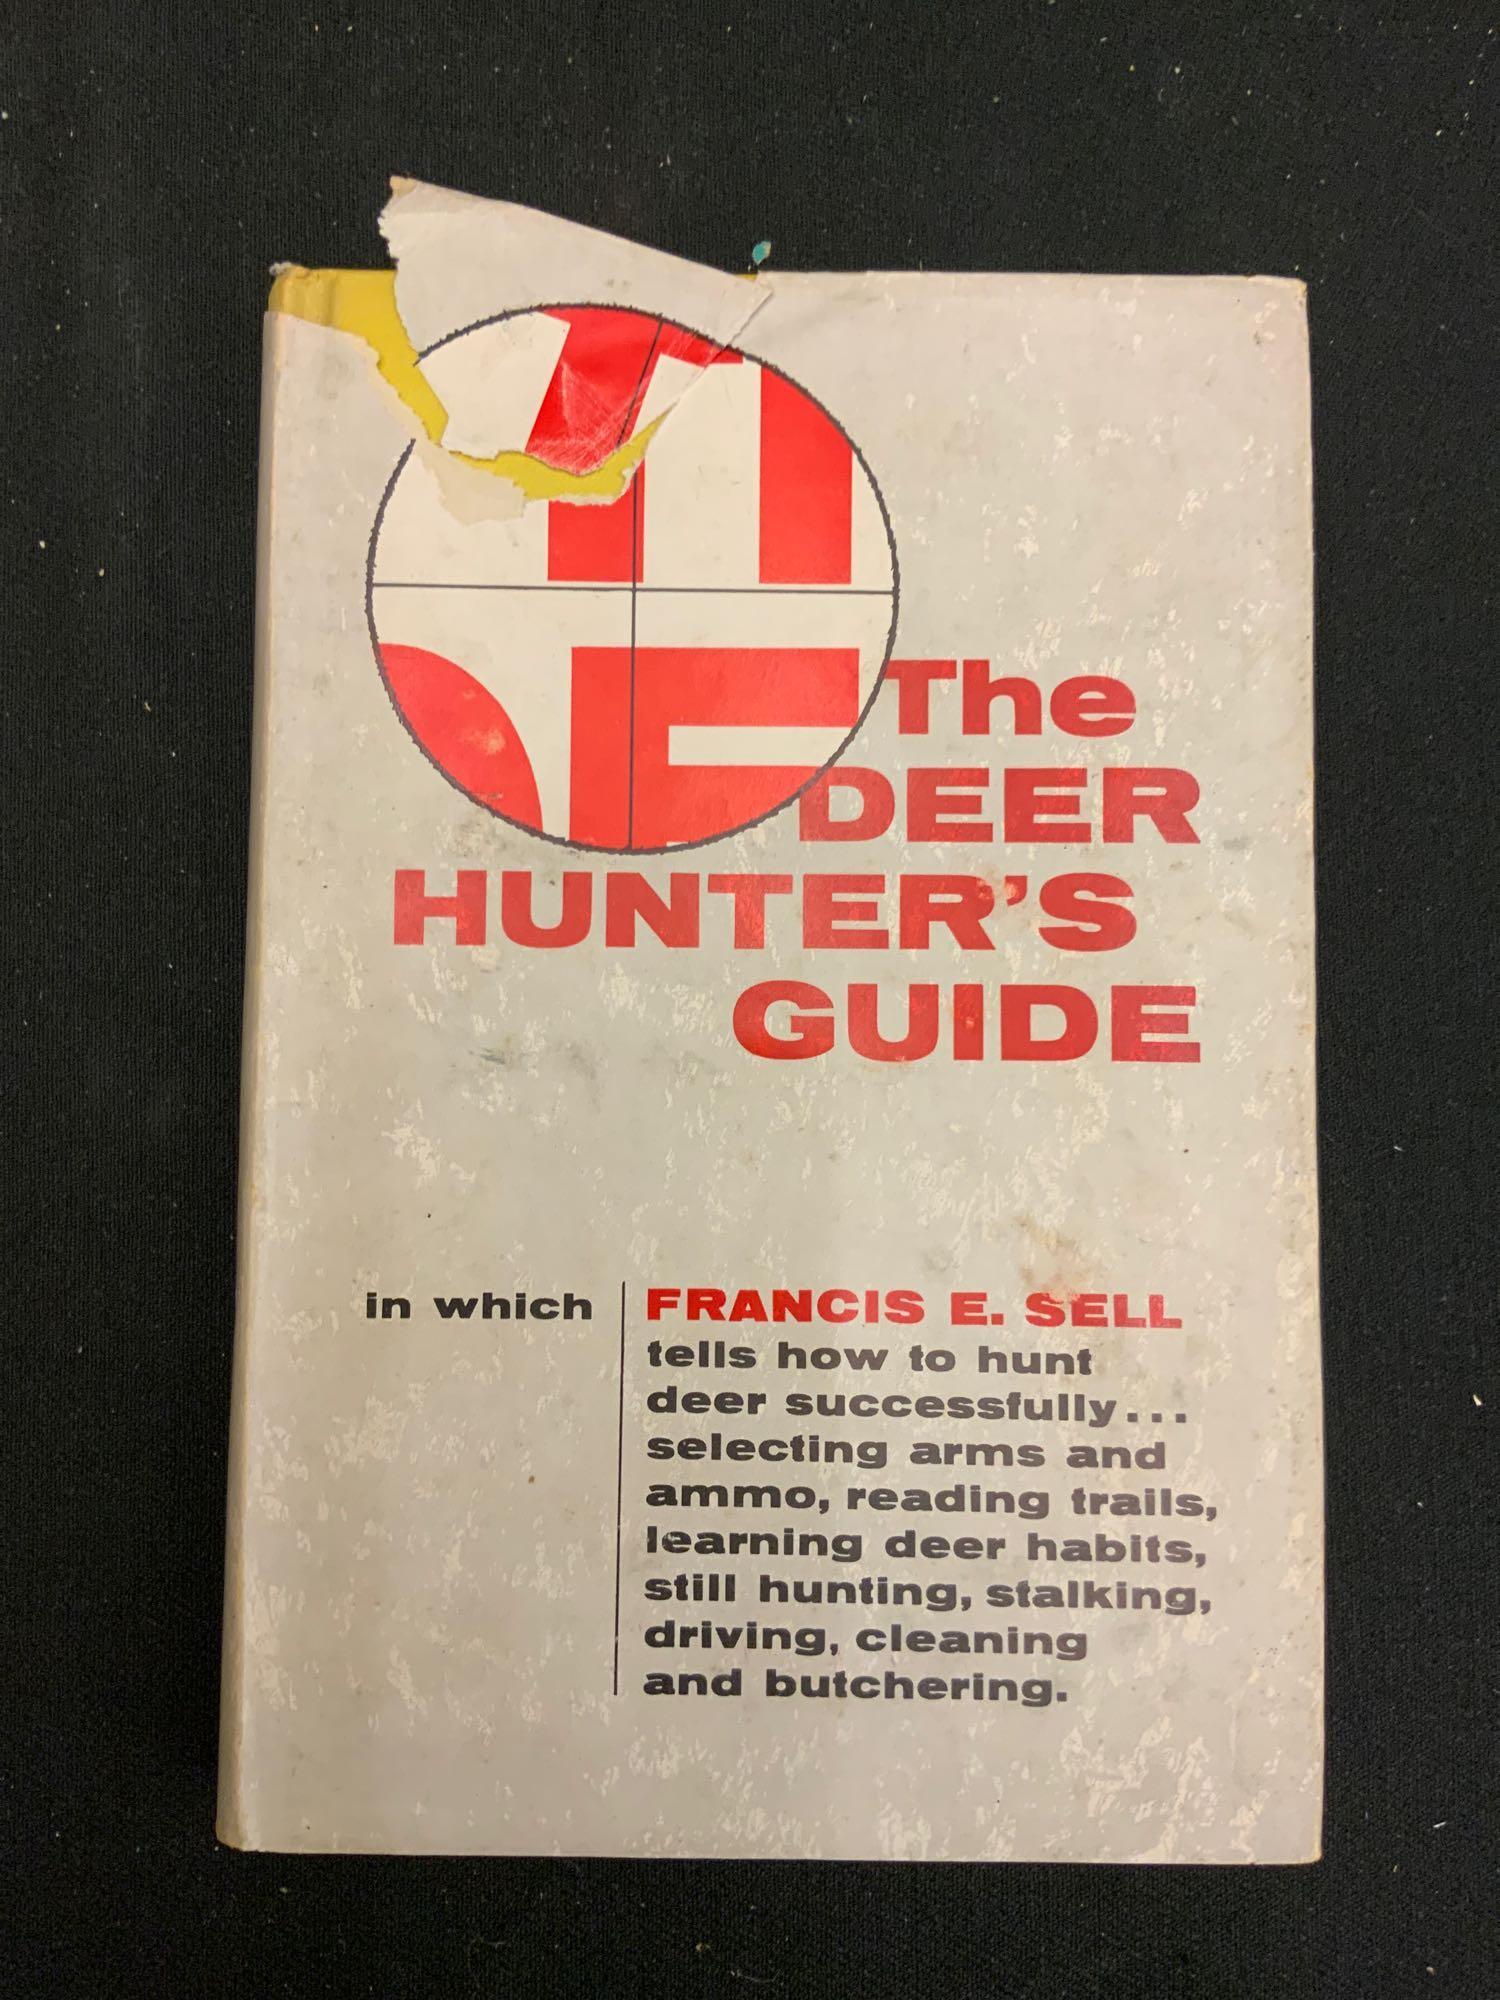 The
DEER
HUNTER'S
GUIDE
in which
FRANCIS E. SELL
tells how to hunt
deer successfully...
selecting arms and
ammo, reading trails,
learning deer habits,
still hunting, stalking,
driving, cleaning
and butchering.